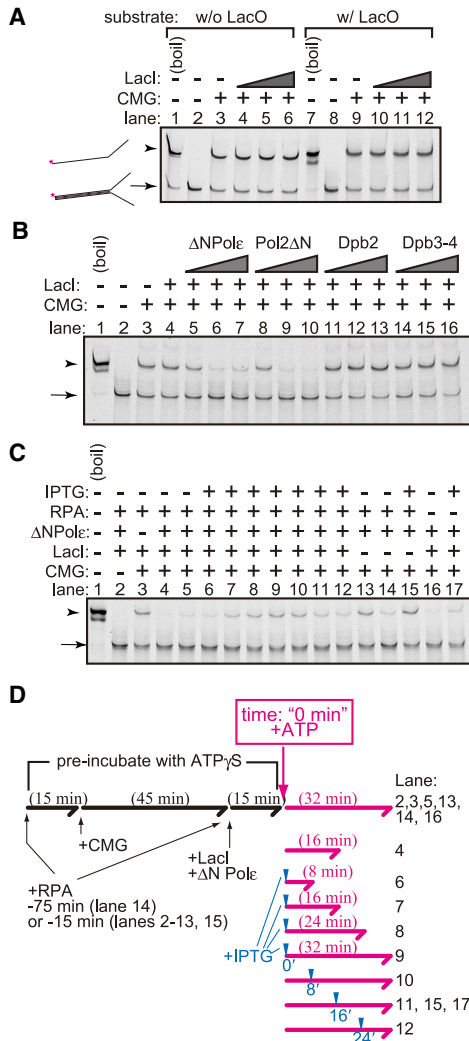 A
substrate: w/o LacO w/ LacO
(boil) (boil)
LacI: - - - + + + - - - + + +
CMG: - - + + + + - - + + + +
lane: 1 2 3 4 5 6 7 8 9 10 11 12
B
(boil) ΔNPolε Pol2ΔN Dpb2 Dpb3-4
LacI: - - - + + + + + + + + + + + + +
CMG: - - + + + + + + + + + + + + + +
lane: 1 2 3 4 5 6 7 8 9 10 11 12 13 14 15 16
C
(boil)
IPTG: - - - - - + + + + + + + - - + - +
RPA: - + + + + + + + + + + + + + + - -
ΔNPolε: - + - + + + + + + + + + + + + + +
LacI: - + + + + + + + + + + + - - - + +
CMG: - - + + + + + + + + + + + + + + +
lane: 1 2 3 4 5 6 7 8 9 10 11 12 13 14 15 16 17
D
time: "0 min"
+ATP
pre-incubate with ATPγS
Lane:
(15 min) (45 min) (15 min) (32 min) 2,3,5,13,
14, 16
+CMG
(16 min) 4
+LacI
+ΔN Polε
(8 min) 6
+RPA
-75 min (lane 14)
or -15 min (lanes 2-13, 15)
(16 min) 7
(24 min) 8
+IPTG
(32 min) 9
0'
10
8'
11, 15, 17
16'
12
24'